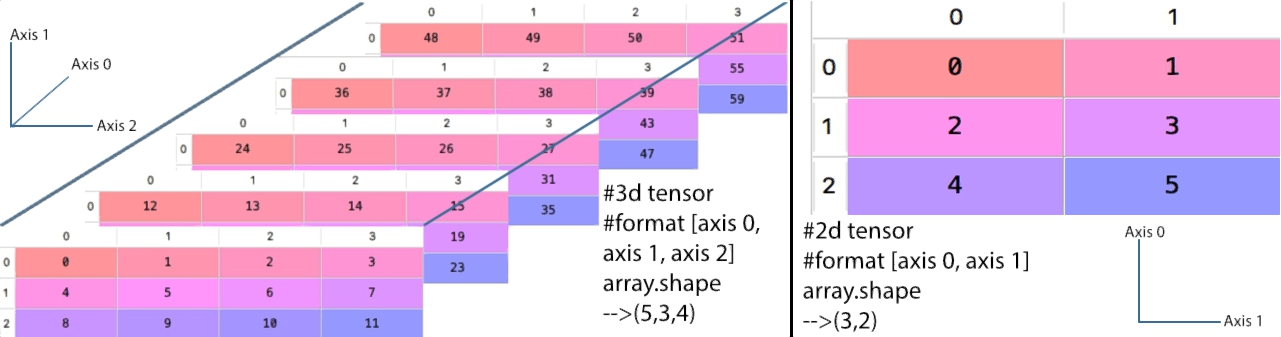 Axis 1
Axis 0
Axis 2
0 1 2 3
0 48 49 50 51
55
59
0 1 2 3
0 36 37 38 39
43
47
0 1 2 3
0 24 25 26 27
31
35
0 1 2 3
0 12 13 14 15
19
23
0 1 2 3
0 0 1 2 3
1 4 5 6 7
2 8 9 10 11
#3d tensor
#format [axis 0,
axis 1, axis 2]
array.shape
-->(5,3,4)
0 1
0 0 1
1 2 3
2 4 5
#2d tensor
#format [axis 0, axis 1]
array.shape
-->(3,2)
Axis 0
Axis 1